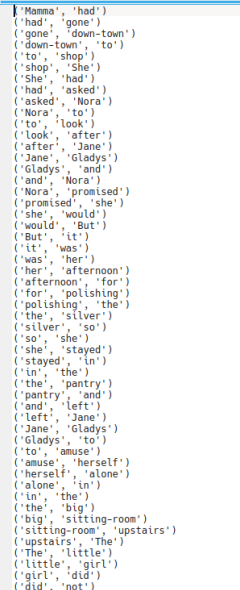 ('Mamma', 'had')
('had', 'gone')
('gone', 'down-town')
('down-town', 'to')
('to', 'shop')
('shop', 'She')
('She', 'had')
('had', 'asked')
('asked', 'Nora')
('Nora', 'to')
('to', 'look')
('look', 'after')
('after', 'Jane')
('Jane', 'Gladys')
('Gladys', 'and')
('and', 'Nora')
('Nora', 'promised')
('promised', 'she')
('she', 'would')
('would', 'But')
('But', 'it')
('it', 'was')
('was', 'her')
('her', 'afternoon')
('afternoon', 'for')
('for', 'polishing')
('polishing', 'the')
('the', 'silver')
('silver', 'so')
('so', 'she')
('she', 'stayed')
('stayed', 'in')
('in', 'the')
('the', 'pantry')
('pantry', 'and')
('and', 'left')
('left', 'Jane')
('Jane', 'Gladys')
('Gladys', 'to')
('to', 'amuse')
('amuse', 'herself')
('herself', 'alone')
('alone', 'in')
('in', 'the')
('the', 'big')
('big', 'sitting-room')
('sitting-room', 'upstairs')
('upstairs', 'The')
('The', 'little')
('little', 'girl')
('girl', 'did')
('did', 'not')